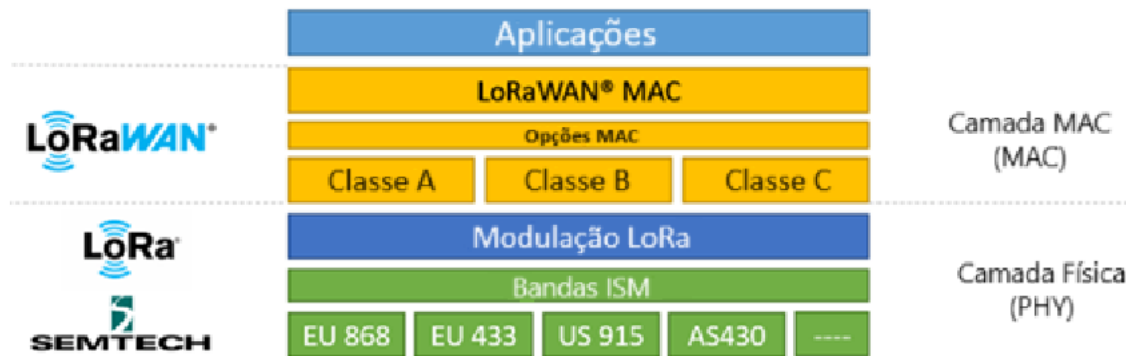 Aplicações
LoRaWAN® MAC
Opções MAC
Classe A Classe B Classe C
LoRaWAN®
Camada MAC
(MAC)
Modulação LoRa
Bandas ISM
EU 868 EU 433 US 915 AS430 ----
LoRa®
SEMTECH
Camada Física
(PHY)